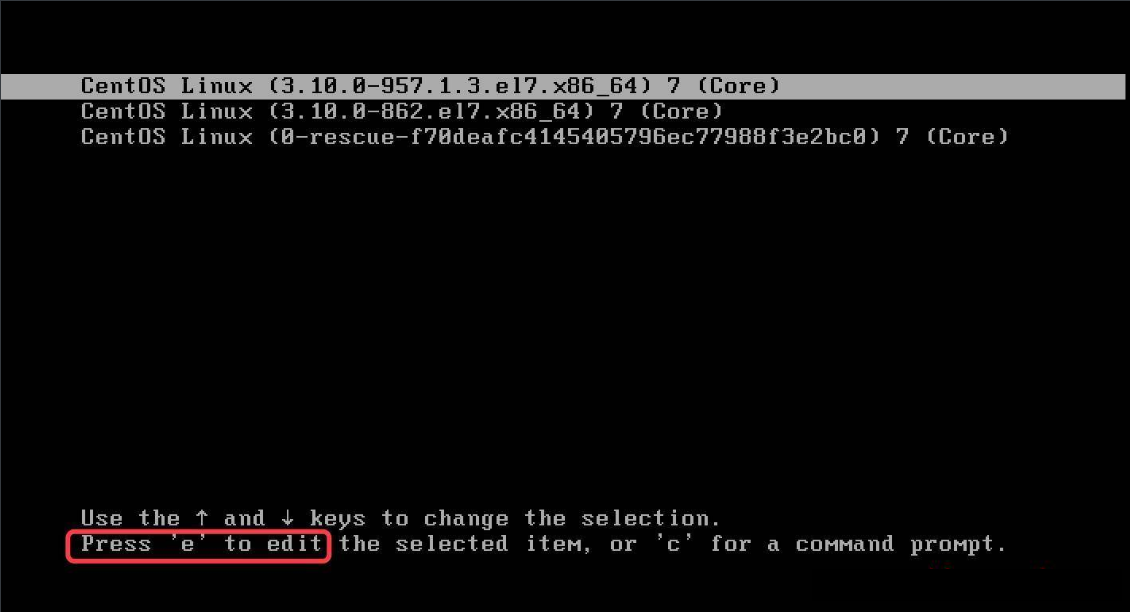 CentOS Linux (3.10.0-957.1.3.el7.x86_64) 7 (Core)
CentOS Linux (3.10.0-862.el7.x86_64) 7 (Core)
CentOS Linux (0-rescue-f70deafc4145405796ec77988f3e2bc0) 7 (Core)
Use the ↑ and ↓ keys to change the selection.
Press 'e' to edit the selected item, or 'c' for a command prompt.